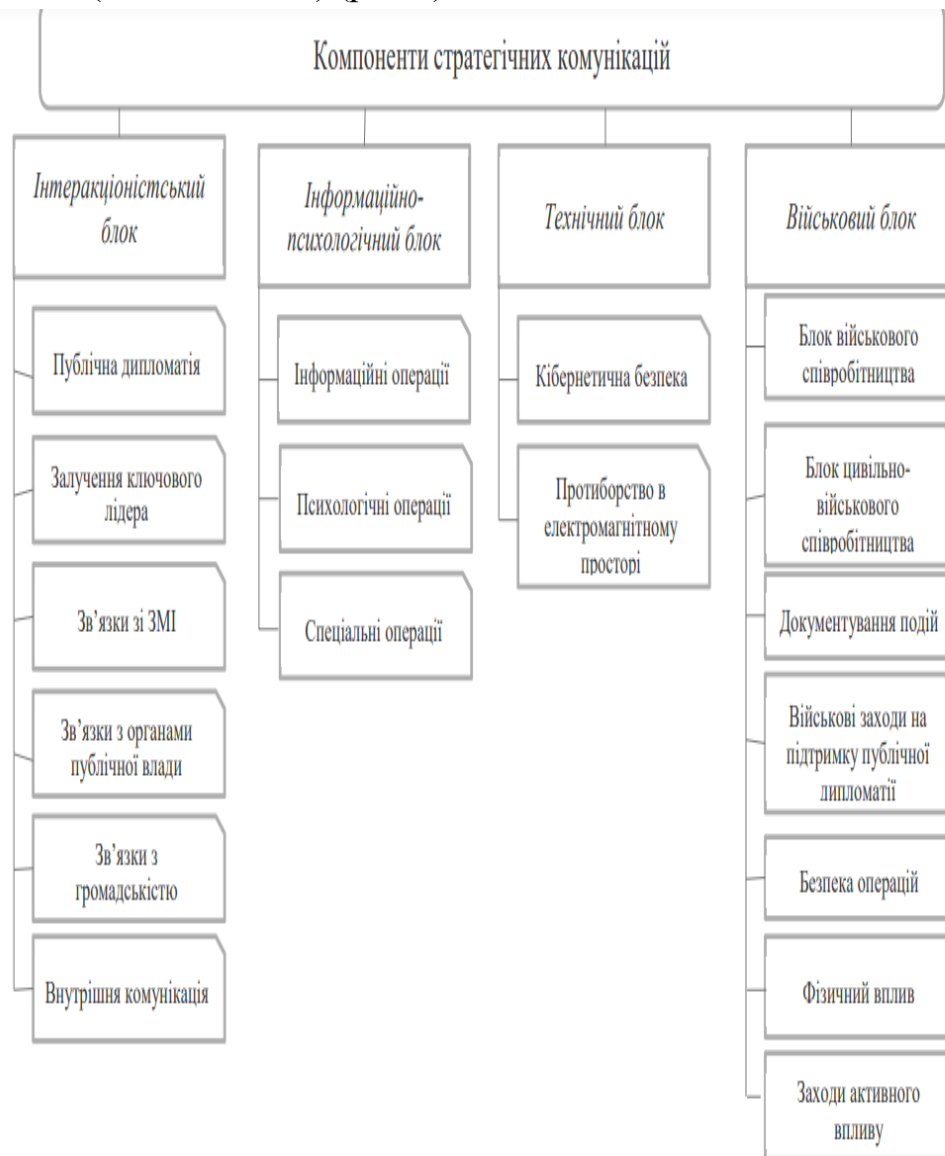 Компоненти стратегічних комунікацій
Інтеракціоністський
блок
Публічна дипломатія
Залучення ключового
лідера
Зв’язки зі ЗМІ
Зв’язки з органами
публічної влади
Зв’язки з
громадськістю
Внутрішня комунікація
Інформаційно-
психологічний блок
Інформаційні операції
Психологічні операції
Спеціальні операції
Технічний блок
Кібернетична безпека
Протиборство в
електромагнітному
просторі
Військовий блок
Блок військового
співробітництва
Блок цивільно-
військового
співробітництва
Документування подій
Військові заходи на
підтримку публічної
дипломатії
Безпека операцій
Фізичний вплив
Заходи активного
впливу